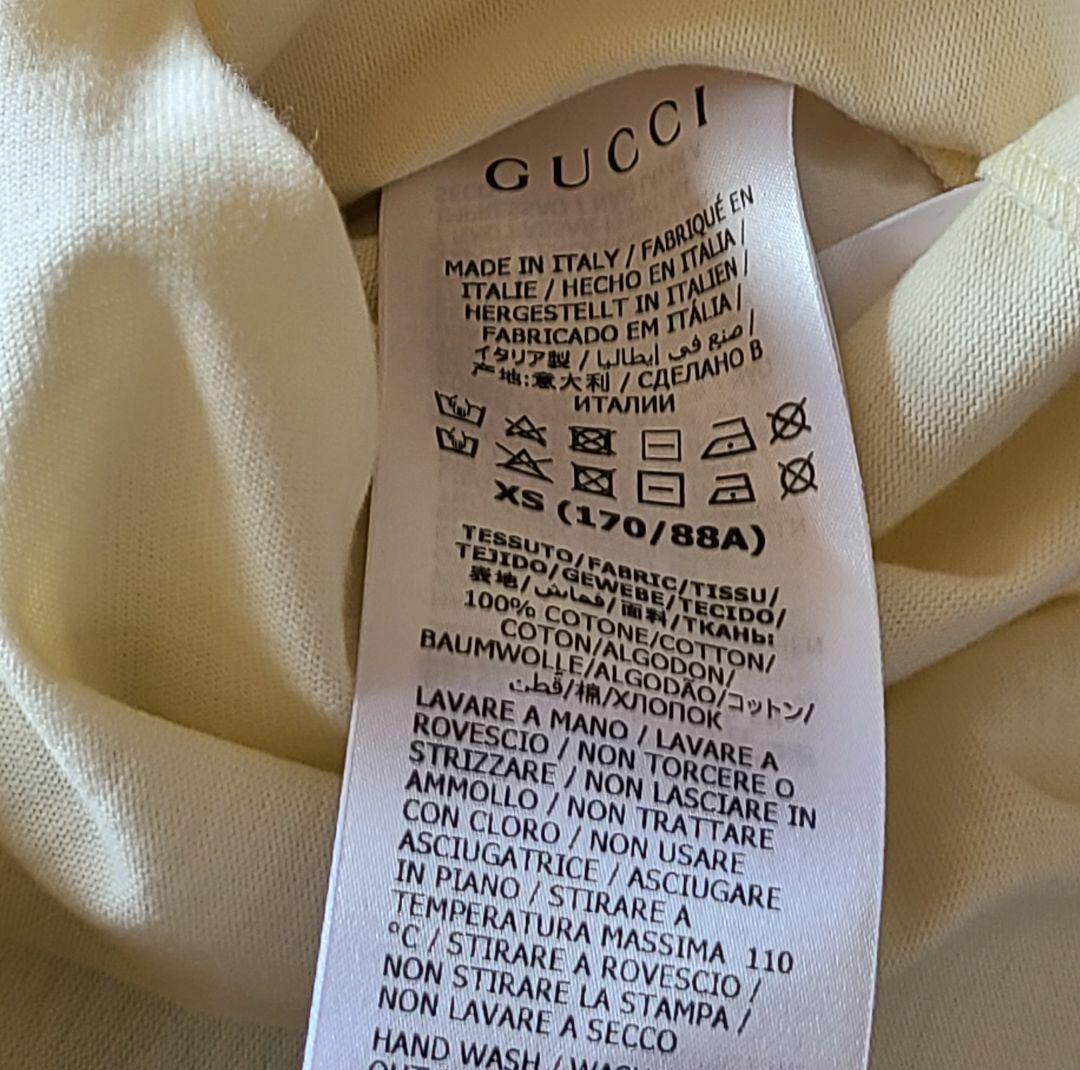 GUCCI
MADE IN ITALY / FABRIQUÉ EN
ITALIE / HECHO EN ITALIA /
HERGESTELLT IN ITALIEN /
FABRICADO EM ITÁLIA /
イタリア製 / صنع في إيطاليا /
产地:意大利 / СДЕЛАНО В
ИТАЛИИ
XS (170/88A)
TESSUTO/FABRIC/TISSU/
TEJIDO/GEWEBE/TECIDO/
表地/قماش/面料/ТКАНЬ:
100% COTONE/COTTON/
COTON/ALGODON/
BAUMWOLLE/ALGODÃO/コットン/
قطن/棉/ХЛОПОК
LAVARE A MANO / LAVARE A
ROVESCIO / NON TORCERE O
STRIZZARE / NON LASCIARE IN
AMMOLLO / NON TRATTARE
CON CLORO / NON USARE
ASCIUGATRICE / ASCIUGARE
IN PIANO / STIRARE A
TEMPERATURA MASSIMA 110
°C / STIRARE A ROVESCIO /
NON STIRARE LA STAMPA /
NON LAVARE A SECCO
HAND WASH /